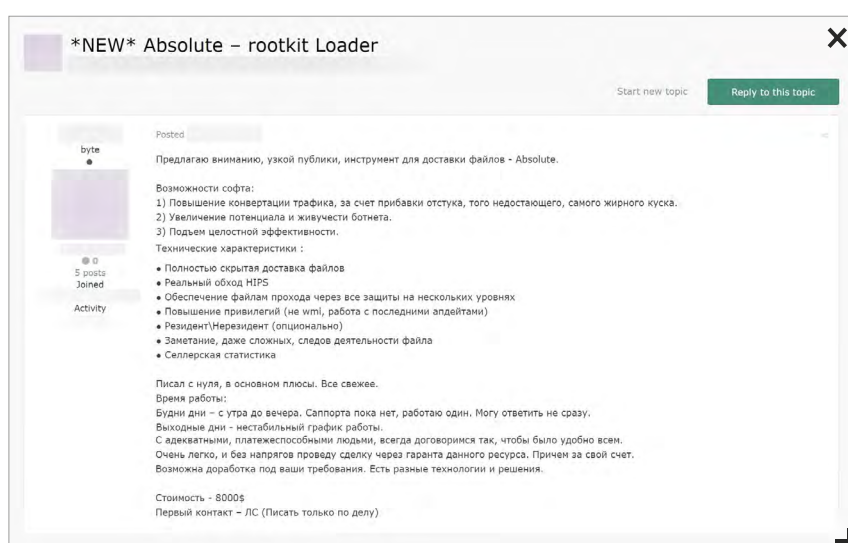 *NEW* Absolute – rootkit Loader
Start new topic
Reply to this topic
byte
Posted
Предлагаю вниманию, узкой публики, инструмент для доставки файлов - Absolute.
Возможности софта:
1) Повышение конвертации трафика, за счет прибавки отстука, того недостающего, самого жирного куска.
2) Увеличение потенциала и живучести ботнета.
3) Подъем целостной эффективности.
Технические характеристики :
• Полностью скрытая доставка файлов
• Реальный обход HIPS
• Обеспечение файлам прохода через все защиты на нескольких уровнях
• Повышение привилегий (не wmi, работа с последними апдейтами)
• Резидент\Нерезидент (опционально)
• Заметание, даже сложных, следов деятельности файла
• Селлерская статистика
0
5 posts
Joined
Activity
Писал с нуля, в основном плюсы. Все свежее.
Время работы:
Будни дни – с утра до вечера. Саппорта пока нет, работаю один. Могу ответить не сразу.
Выходные дни - нестабильный график работы.
С адекватными, платежеспособными людьми, всегда договоримся так, чтобы было удобно всем.
Очень легко, и без напрягов проведу сделку через гаранта данного ресурса. Причем за свой счет.
Возможна доработка под ваши требования. Есть разные технологии и решения.
Стоимость - 8000$
Первый контакт – ЛС (Писать только по делу)